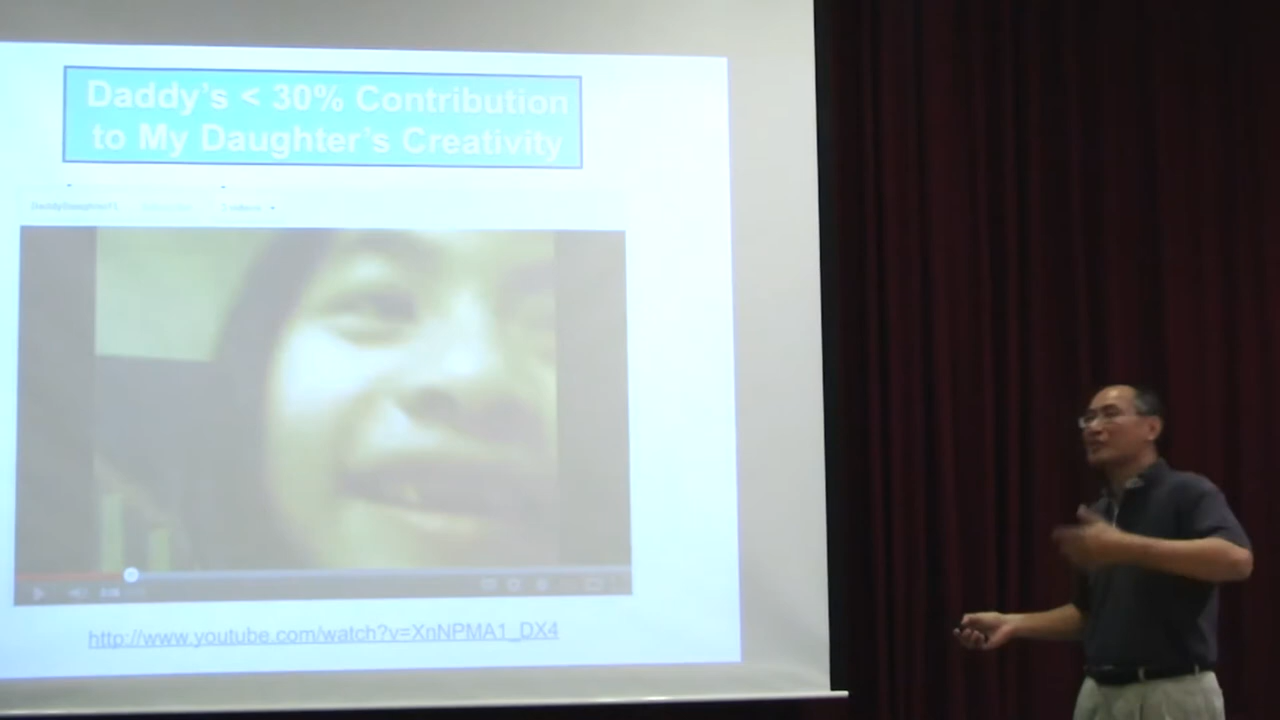 Daddy's < 30% Contribution
to My Daughter's Creativity
http://www.youtube.com/watch?v=XnNPMA1_DX4